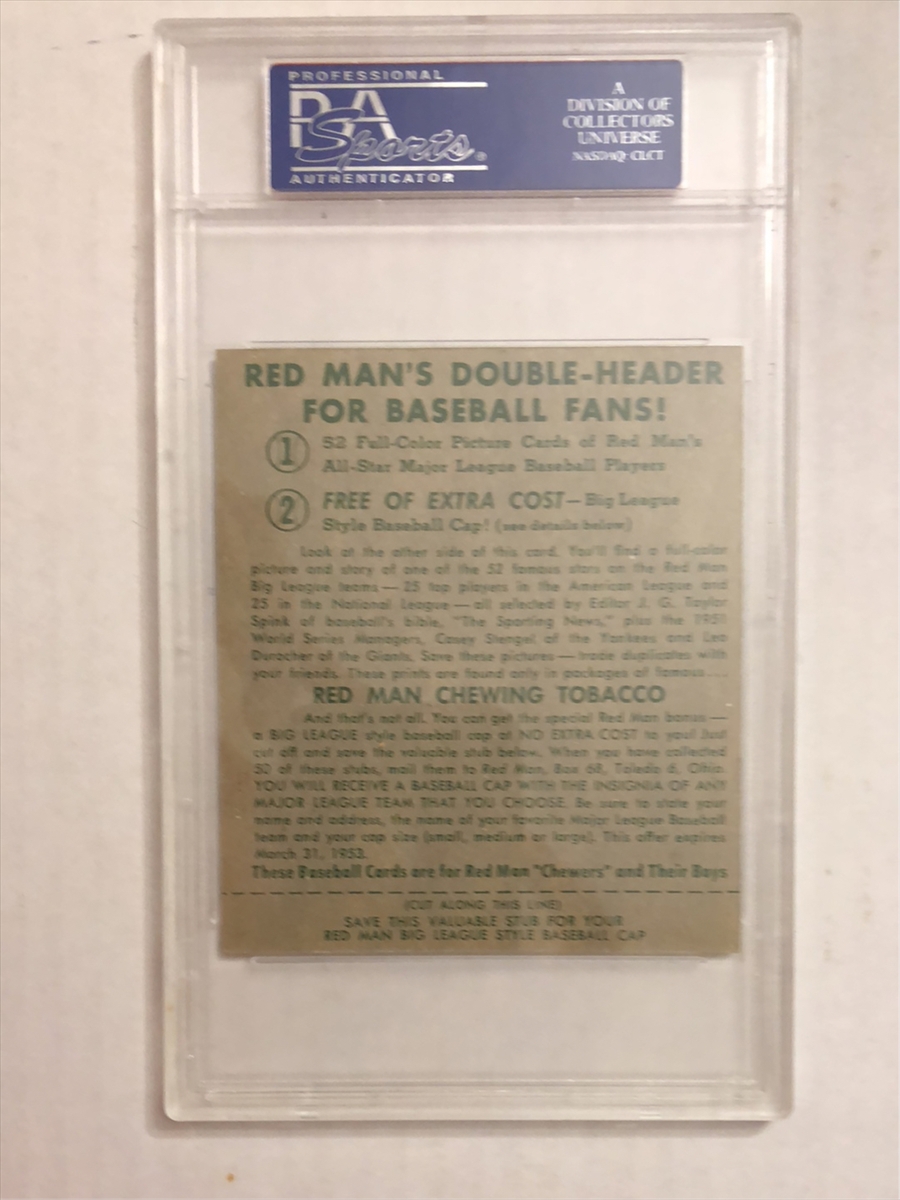 PROFESSIONAL
PSA
Sports®
AUTHENTICATOR
A
DIVISION OF
COLLECTORS
UNIVERSE
NASDAQ: CLCT
RED MAN'S DOUBLE-HEADER
FOR BASEBALL FANS!
1 52 Full-Color Picture Cards of Red Man's
All-Star Major League Baseball Players
2 FREE OF EXTRA COST—Big League
Style Baseball Cap! (see details below)
Look at the other side of this card. You'll find a full-color
picture and story of one of the 52 famous stars on the Red Man
Big League teams — 25 top players in the American League and
25 in the National League — all selected by Editor J. G. Taylor
Spink of baseball's bible, "The Sporting News," plus the 1951
World Series Managers, Casey Stengel of the Yankees and Leo
Durocher of the Giants. Save these pictures — trade duplicates with
your friends. These prints are found only in packages of famous...
RED MAN CHEWING TOBACCO
And that's not all. You can get the special Red Man bonus —
a BIG LEAGUE style baseball cap at NO EXTRA COST to you! Just
cut off and save the valuable stub below. When you have collected
50 of these stubs, mail them to Red Man, Box 68, Toledo 6, Ohio.
YOU WILL RECEIVE A BASEBALL CAP WITH THE INSIGNIA OF ANY
MAJOR LEAGUE TEAM THAT YOU CHOOSE. Be sure to state your
name and address, the name of your favorite Major League Baseball
team and your cap size (small, medium or large). This offer expires
March 31, 1953.
These Baseball Cards are for Red Man "Chewers" and Their Boys
(CUT ALONG THIS LINE)
SAVE THIS VALUABLE STUB FOR YOUR
RED MAN BIG LEAGUE STYLE BASEBALL CAP